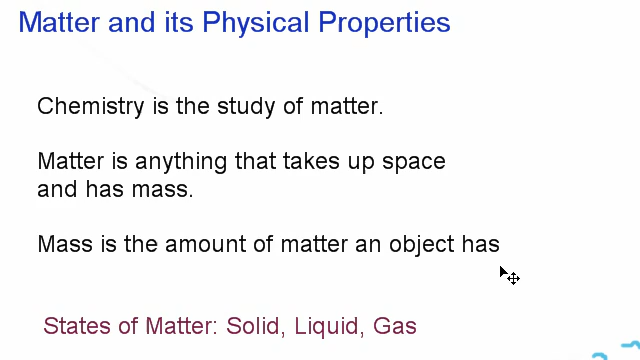 Matter and its Physical Properties
Chemistry is the study of matter.
Matter is anything that takes up space
and has mass.
Mass is the amount of matter an object has
States of Matter: Solid, Liquid, Gas